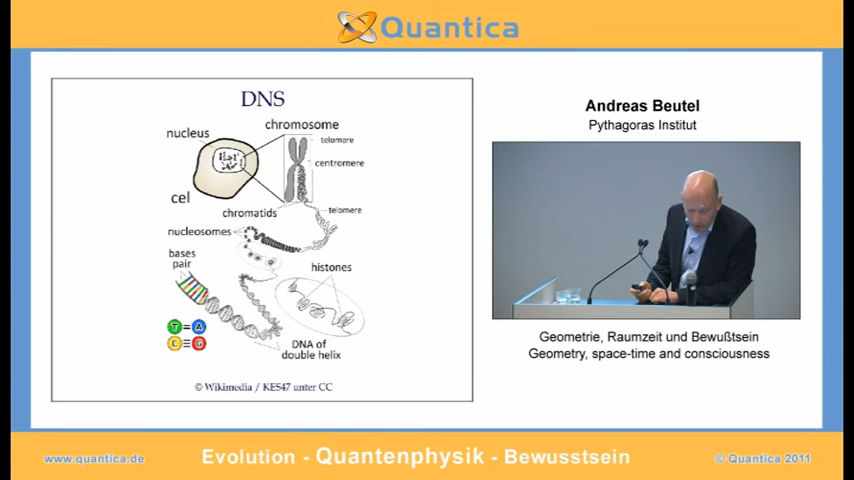 Quantica
DNS
nucleus
chromosome
telomere
centromere
cel
chromatids
telomere
nucleosomes
bases
pair
histones
T=A
C≡G
DNA of
double helix
© Wikimedia / KES47 unter CC
Andreas Beutel
Pythagoras Institut
Geometrie, Raumzeit und Bewußtsein
Geometry, space-time and consciousness
www.quantica.de
Evolution - Quantenphysik - Bewusstsein
© Quantica 2011